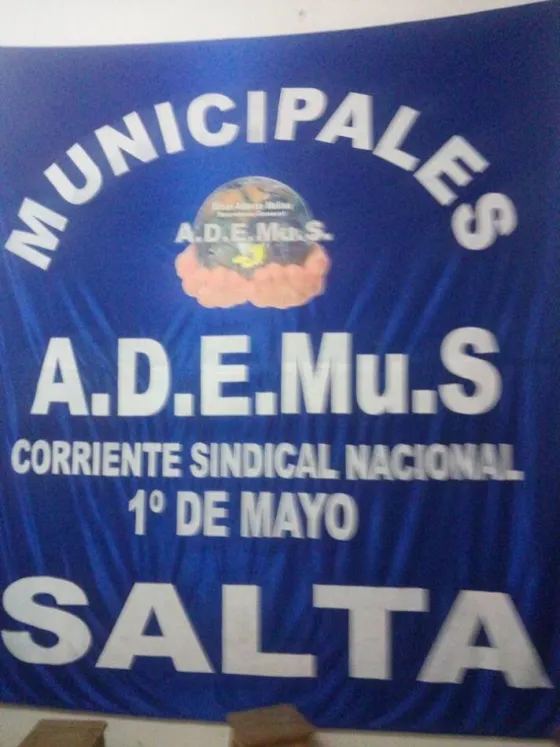 MUNICIPALES
A.D.E.Mu.S.
A.D.E.Mu.S
CORRIENTE SINDICAL NACIONAL
1º DE MAYO
SALTA